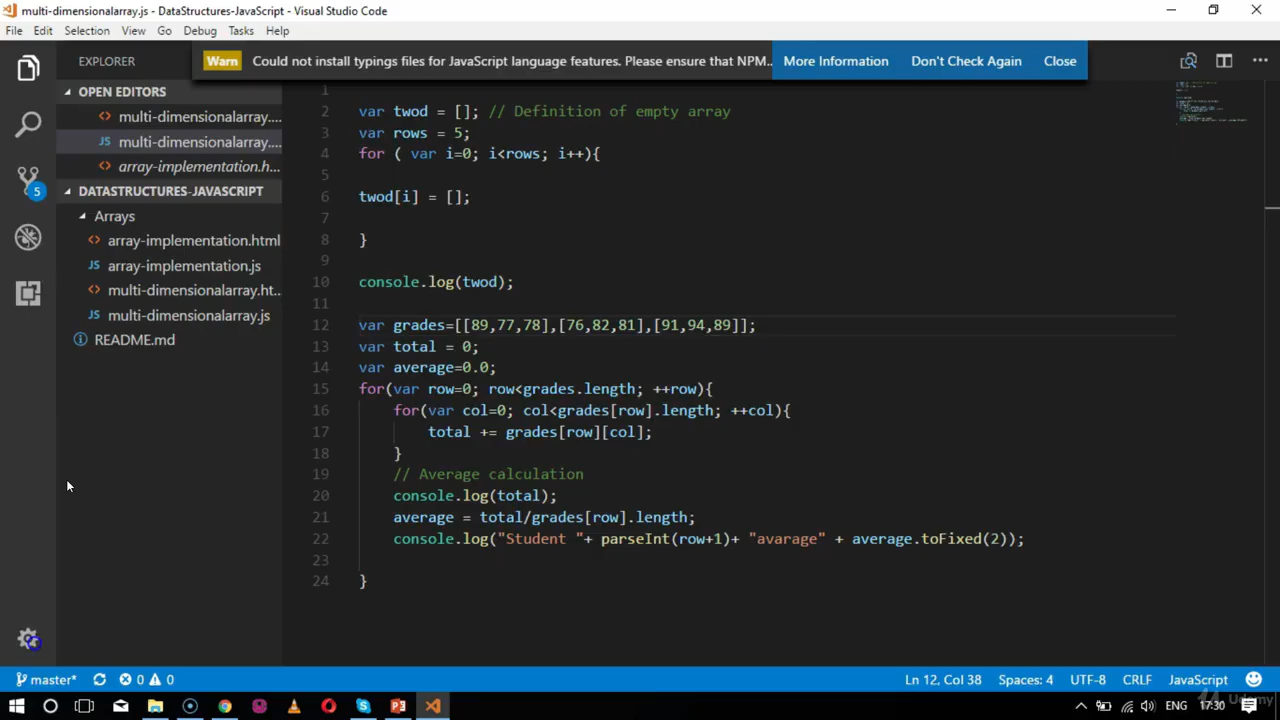 multi-dimensionalarray.js - DataStructures-JavaScript - Visual Studio Code
File Edit Selection View Go Debug Tasks Help
EXPLORER
Warn Could not install typings files for JavaScript language features. Please ensure that NPM... More Information Don't Check Again Close
OPEN EDITORS
multi-dimensionalarray....
JS multi-dimensionalarray....
array-implementation.h...
DATASTRUCTURES-JAVASCRIPT
Arrays
array-implementation.html
JS array-implementation.js
multi-dimensionalarray.ht...
JS multi-dimensionalarray.js
README.md
5
1
2 var twod = []; // Definition of empty array
3 var rows = 5;
4 for ( var i=0; i<rows; i++){
5
6 twod[i] = [];
7
8 }
9
10 console.log(twod);
11
12 var grades=[[89,77,78],[76,82,81],[91,94,89]];
13 var total = 0;
14 var average=0.0;
15 for(var row=0; row<grades.length; ++row){
16 for(var col=0; col<grades[row].length; ++col){
17 total += grades[row][col];
18 }
19 // Average calculation
20 console.log(total);
21 average = total/grades[row].length;
22 console.log("Student "+ parseInt(row+1)+ "avarage" + average.toFixed(2));
23
24 }
master* 0 0 Ln 12, Col 38 Spaces: 4 UTF-8 CRLF JavaScript
ENG 17:30
Udemy